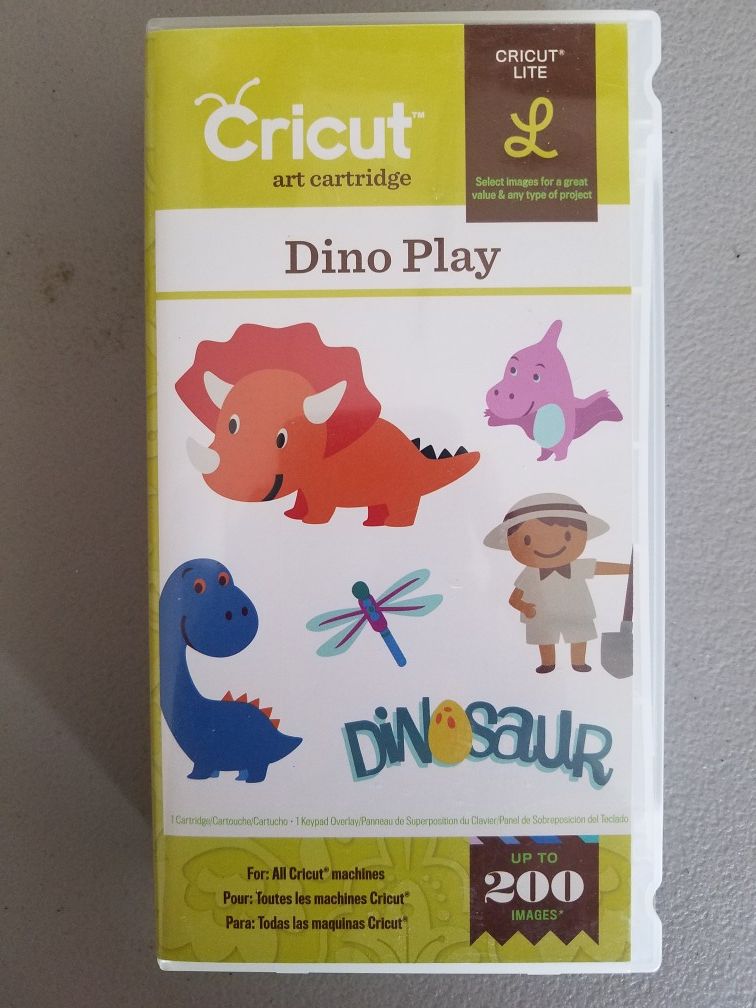 CRICUT®
LITE
L
Select images for a great
value & any type of project
Cricut™
art cartridge
Dino Play
DiNOSAUR
1 Cartridge/Cartouche/Cartucho • 1 Keypad Overlay/Panneau de Superposition du Clavier/Panel de Sobreposición del Teclado
For: All Cricut® machines
Pour: Toutes les machines Cricut®
Para: Todas las maquinas Cricut®
UP TO
200
IMAGES*